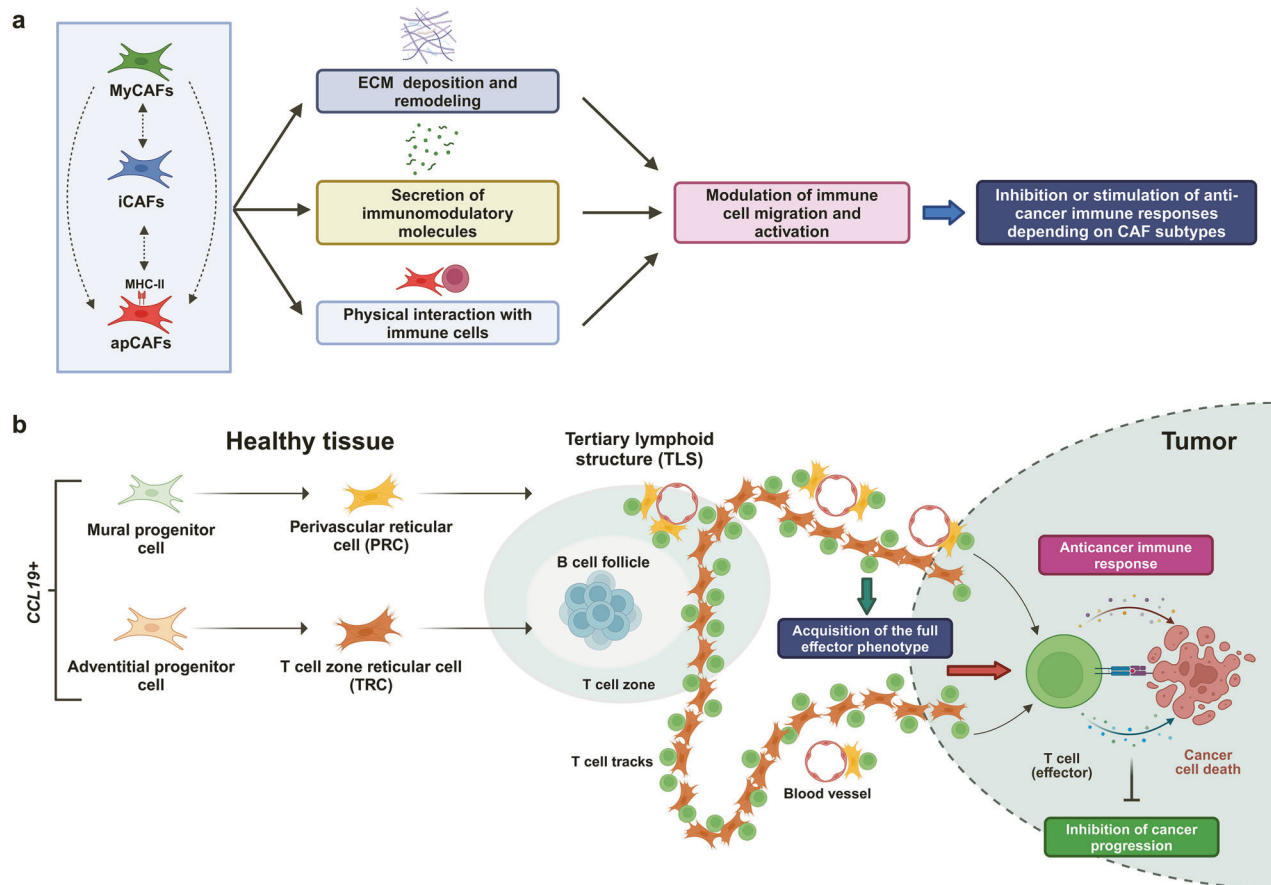 a
MyCAFs
iCAFs
MHC-II
apCAFs
ECM  deposition and
remodeling
Secretion of
immunomodulatory
molecules
Physical interaction with
immune cells
Modulation of immune
cell migration and
activation
Inhibition or stimulation of anti-
cancer immune responses
depending on CAF subtypes
b
Healthy tissue
CCL19+
Mural progenitor
cell
Perivascular reticular
cell (PRC)
Adventitial progenitor
cell
T cell zone reticular cell
(TRC)
Tertiary lymphoid
structure (TLS)
B cell follicle
T cell zone
T cell tracks
Blood vessel
Acquisition of the full
effector phenotype
Tumor
Anticancer immune
response
T cell
(effector)
Cancer
cell death
Inhibition of cancer
progression